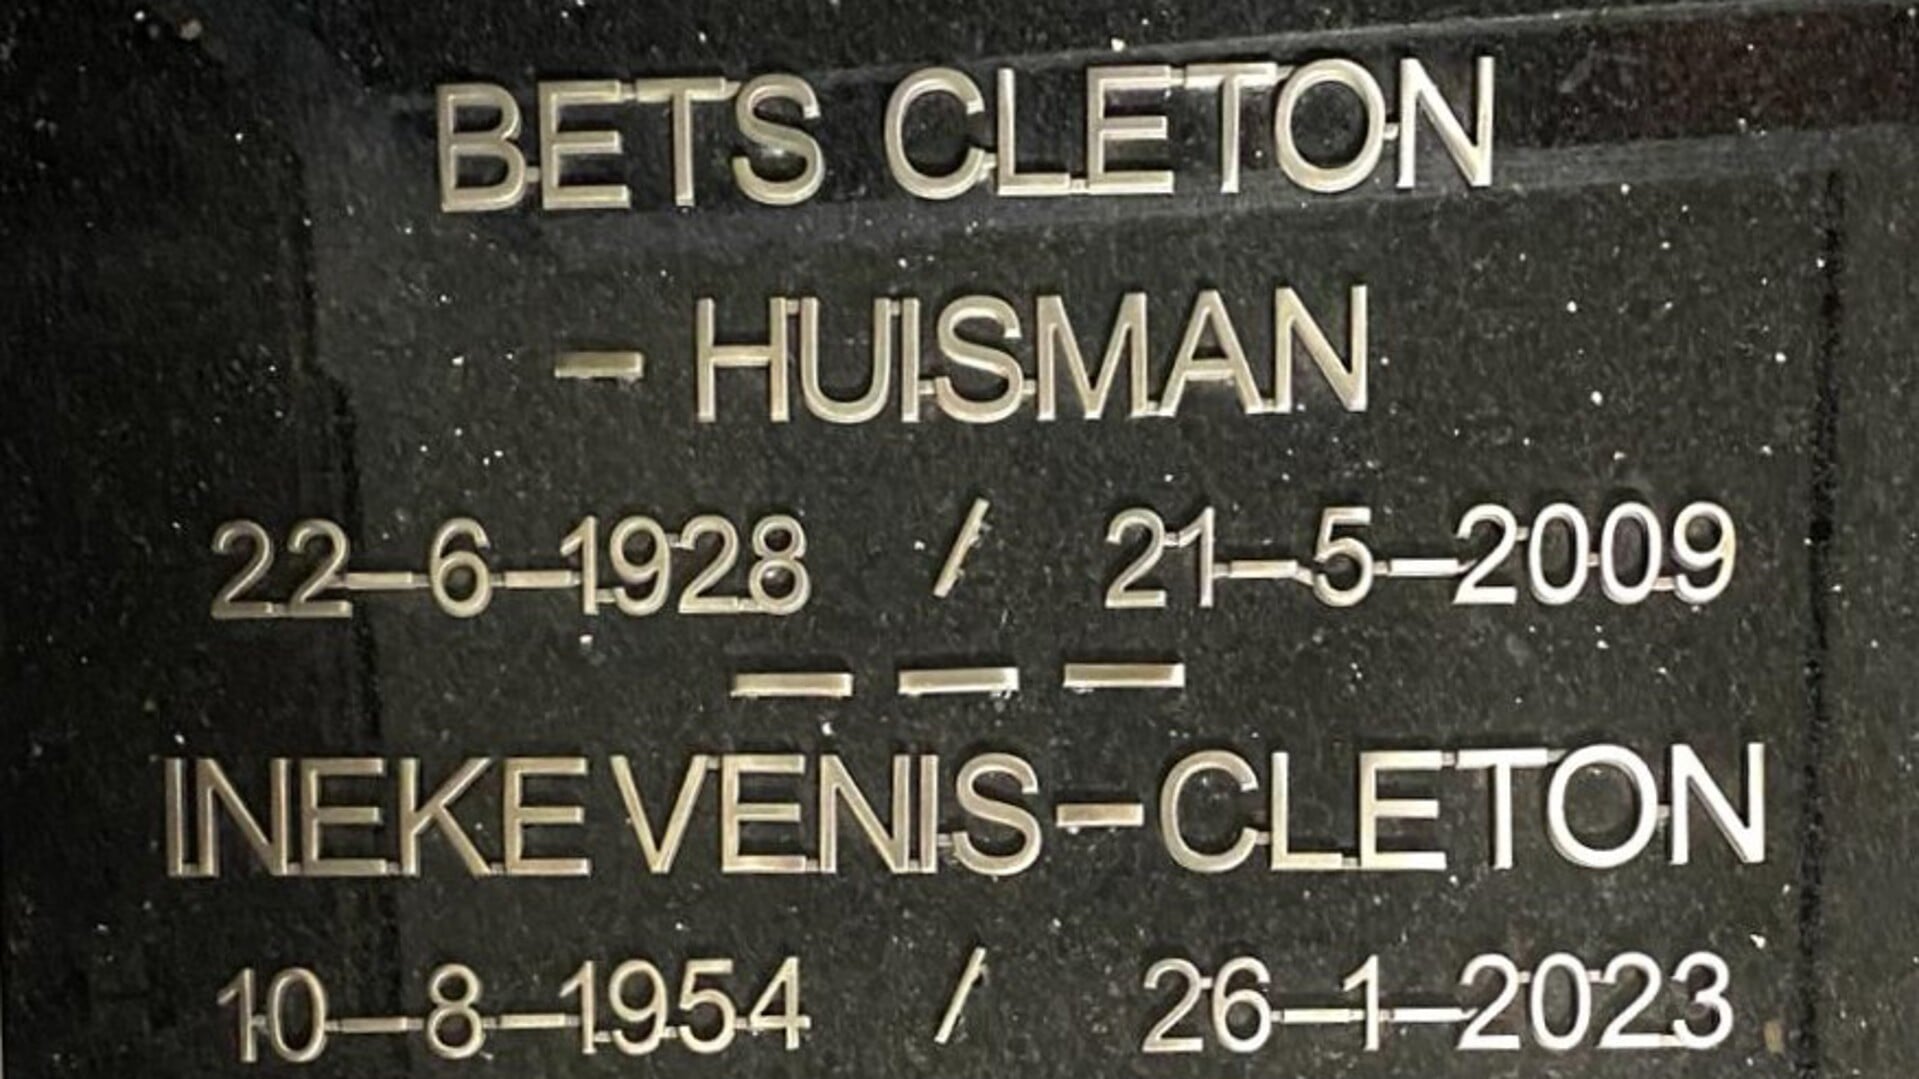 BETS CLETON
- HUISMAN
22-6-1928 / 21-5-2009
- - -
INEKE VENIS-CLETON
10-8-1954 / 26-1-2023